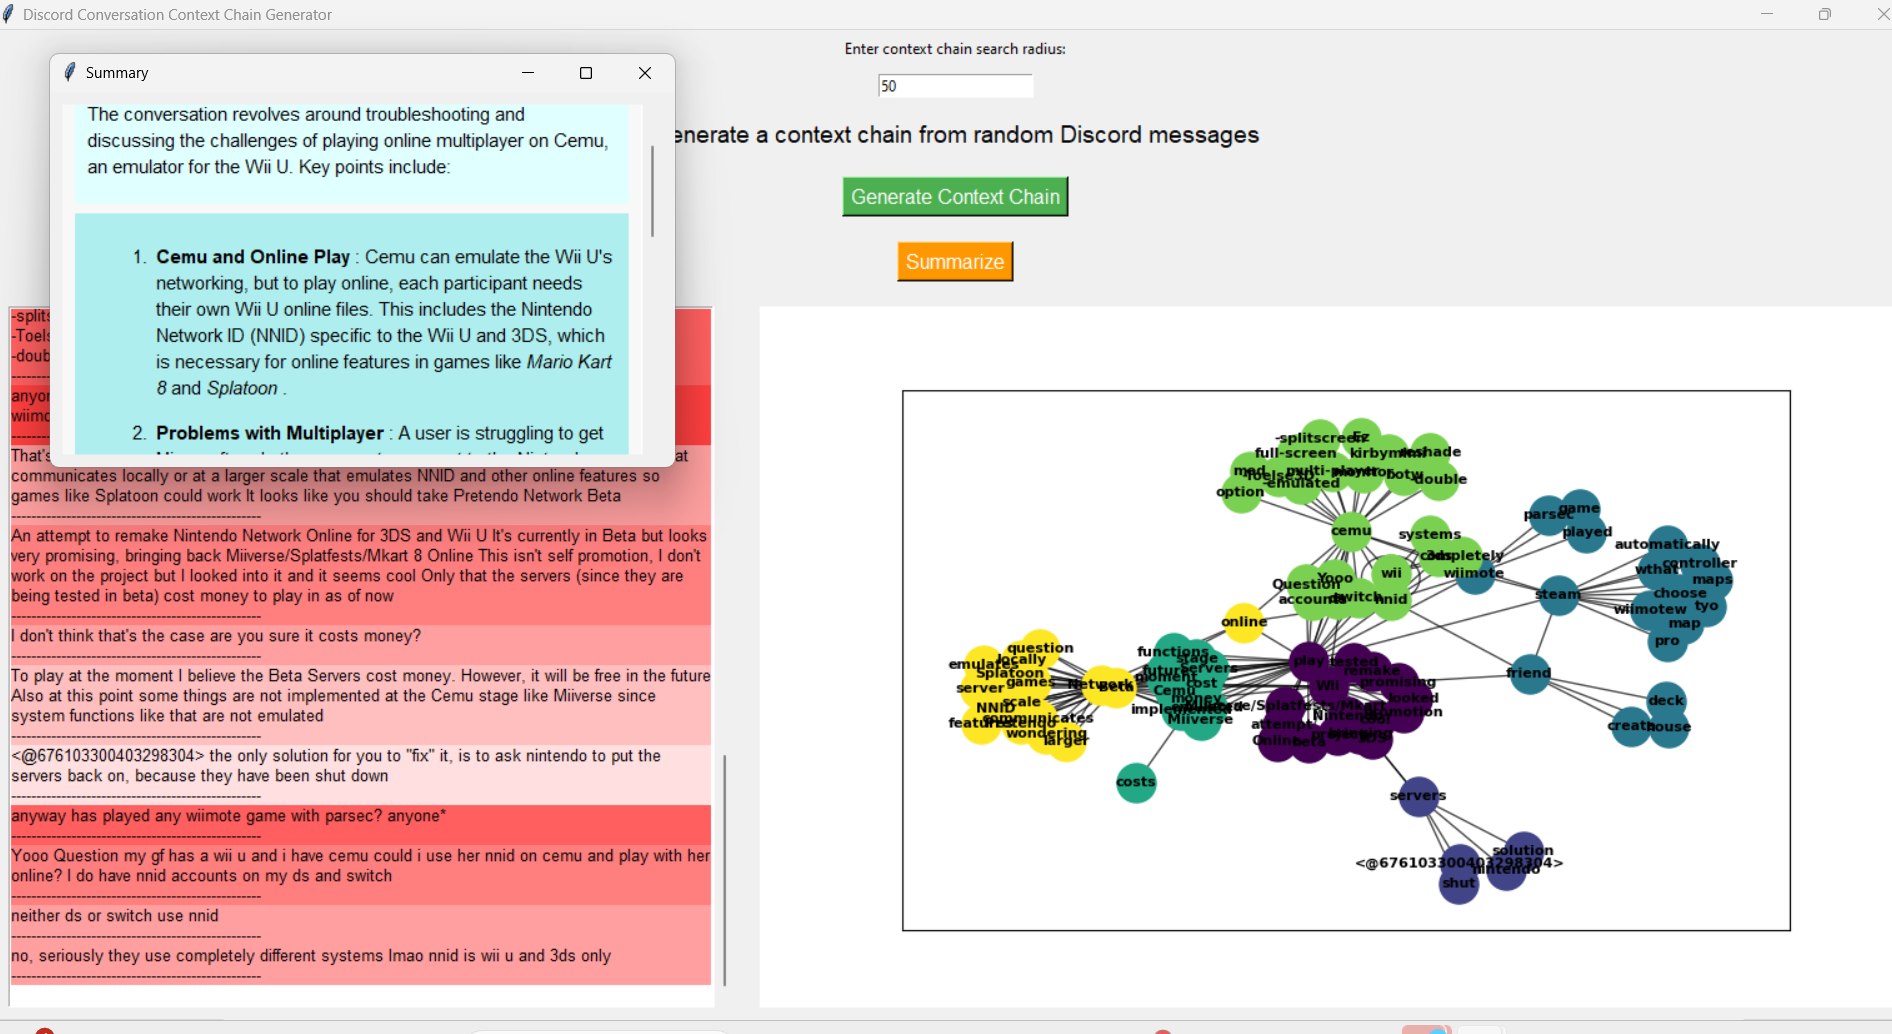 Discord Conversation Context Chain Generator
Summary
The conversation revolves around troubleshooting and
discussing the challenges of playing online multiplayer on Cemu,
an emulator for the Wii U. Key points include:
1. Cemu and Online Play : Cemu can emulate the Wii U's
networking, but to play online, each participant needs
their own Wii U online files. This includes the Nintendo
Network ID (NNID) specific to the Wii U and 3DS, which
is necessary for online features in games like Mario Kart
8 and Splatoon .
2. Problems with Multiplayer : A user is struggling to get
Enter context chain search radius:
50
enerate a context chain from random Discord messages
Generate Context Chain
Summarize
-splits
-Toels
-doub
anyon
wiimo
That's
at
communicates locally or at a larger scale that emulates NNID and other online features so
games like Splatoon could work It looks like you should take Pretendo Network Beta
--------------------------------------------------
An attempt to remake Nintendo Network Online for 3DS and Wii U It's currently in Beta but looks
very promising, bringing back Miiverse/Splatfests/Mkart 8 Online This isn't self promotion, I don't
work on the project but I looked into it and it seems cool Only that the servers (since they are
being tested in beta) cost money to play in as of now
--------------------------------------------------
I don't think that's the case are you sure it costs money?
--------------------------------------------------
To play at the moment I believe the Beta Servers cost money. However, it will be free in the future
Also at this point some things are not implemented at the Cemu stage like Miiverse since
system functions like that are not emulated
--------------------------------------------------
<@676103300403298304> the only solution for you to "fix" it, is to ask nintendo to put the
servers back on, because they have been shut down
--------------------------------------------------
anyway has played any wiimote game with parsec? anyone*
--------------------------------------------------
Yooo Question my gf has a wii u and i have cemu could i use her nnid on cemu and play with her
online? I do have nnid accounts on my ds and switch
--------------------------------------------------
neither ds or switch use nnid
--------------------------------------------------
no, seriously they use completely different systems lmao nnid is wii u and 3ds only
--------------------------------------------------
-splitscreen
Ez
full-screen
reshade
mod
multi-player
monitor
botw
double
-emulated
option
cemu
parsec
game
played
systems
automatically
wiimote
wthat
controller
maps
choose
wiimotew
tyo
map
pro
steam
wii
Yooo
Question
accounts
switch
nnid
online
question
locally
emulates
Splatoon
games
server
NNID
scale
features
communicates
wondering
larger
Network
Beta
functions
stage
Servers
future
moment
Cemu
cost
money
implemented
Miiverse
costs
play
tested
remake
promising
Wii
looked
promotion
Nintendo
cool
attempt
Online
beta
3DS
friend
deck
creath
house
servers
solution
<@676103300403298304>
nintendo
shut